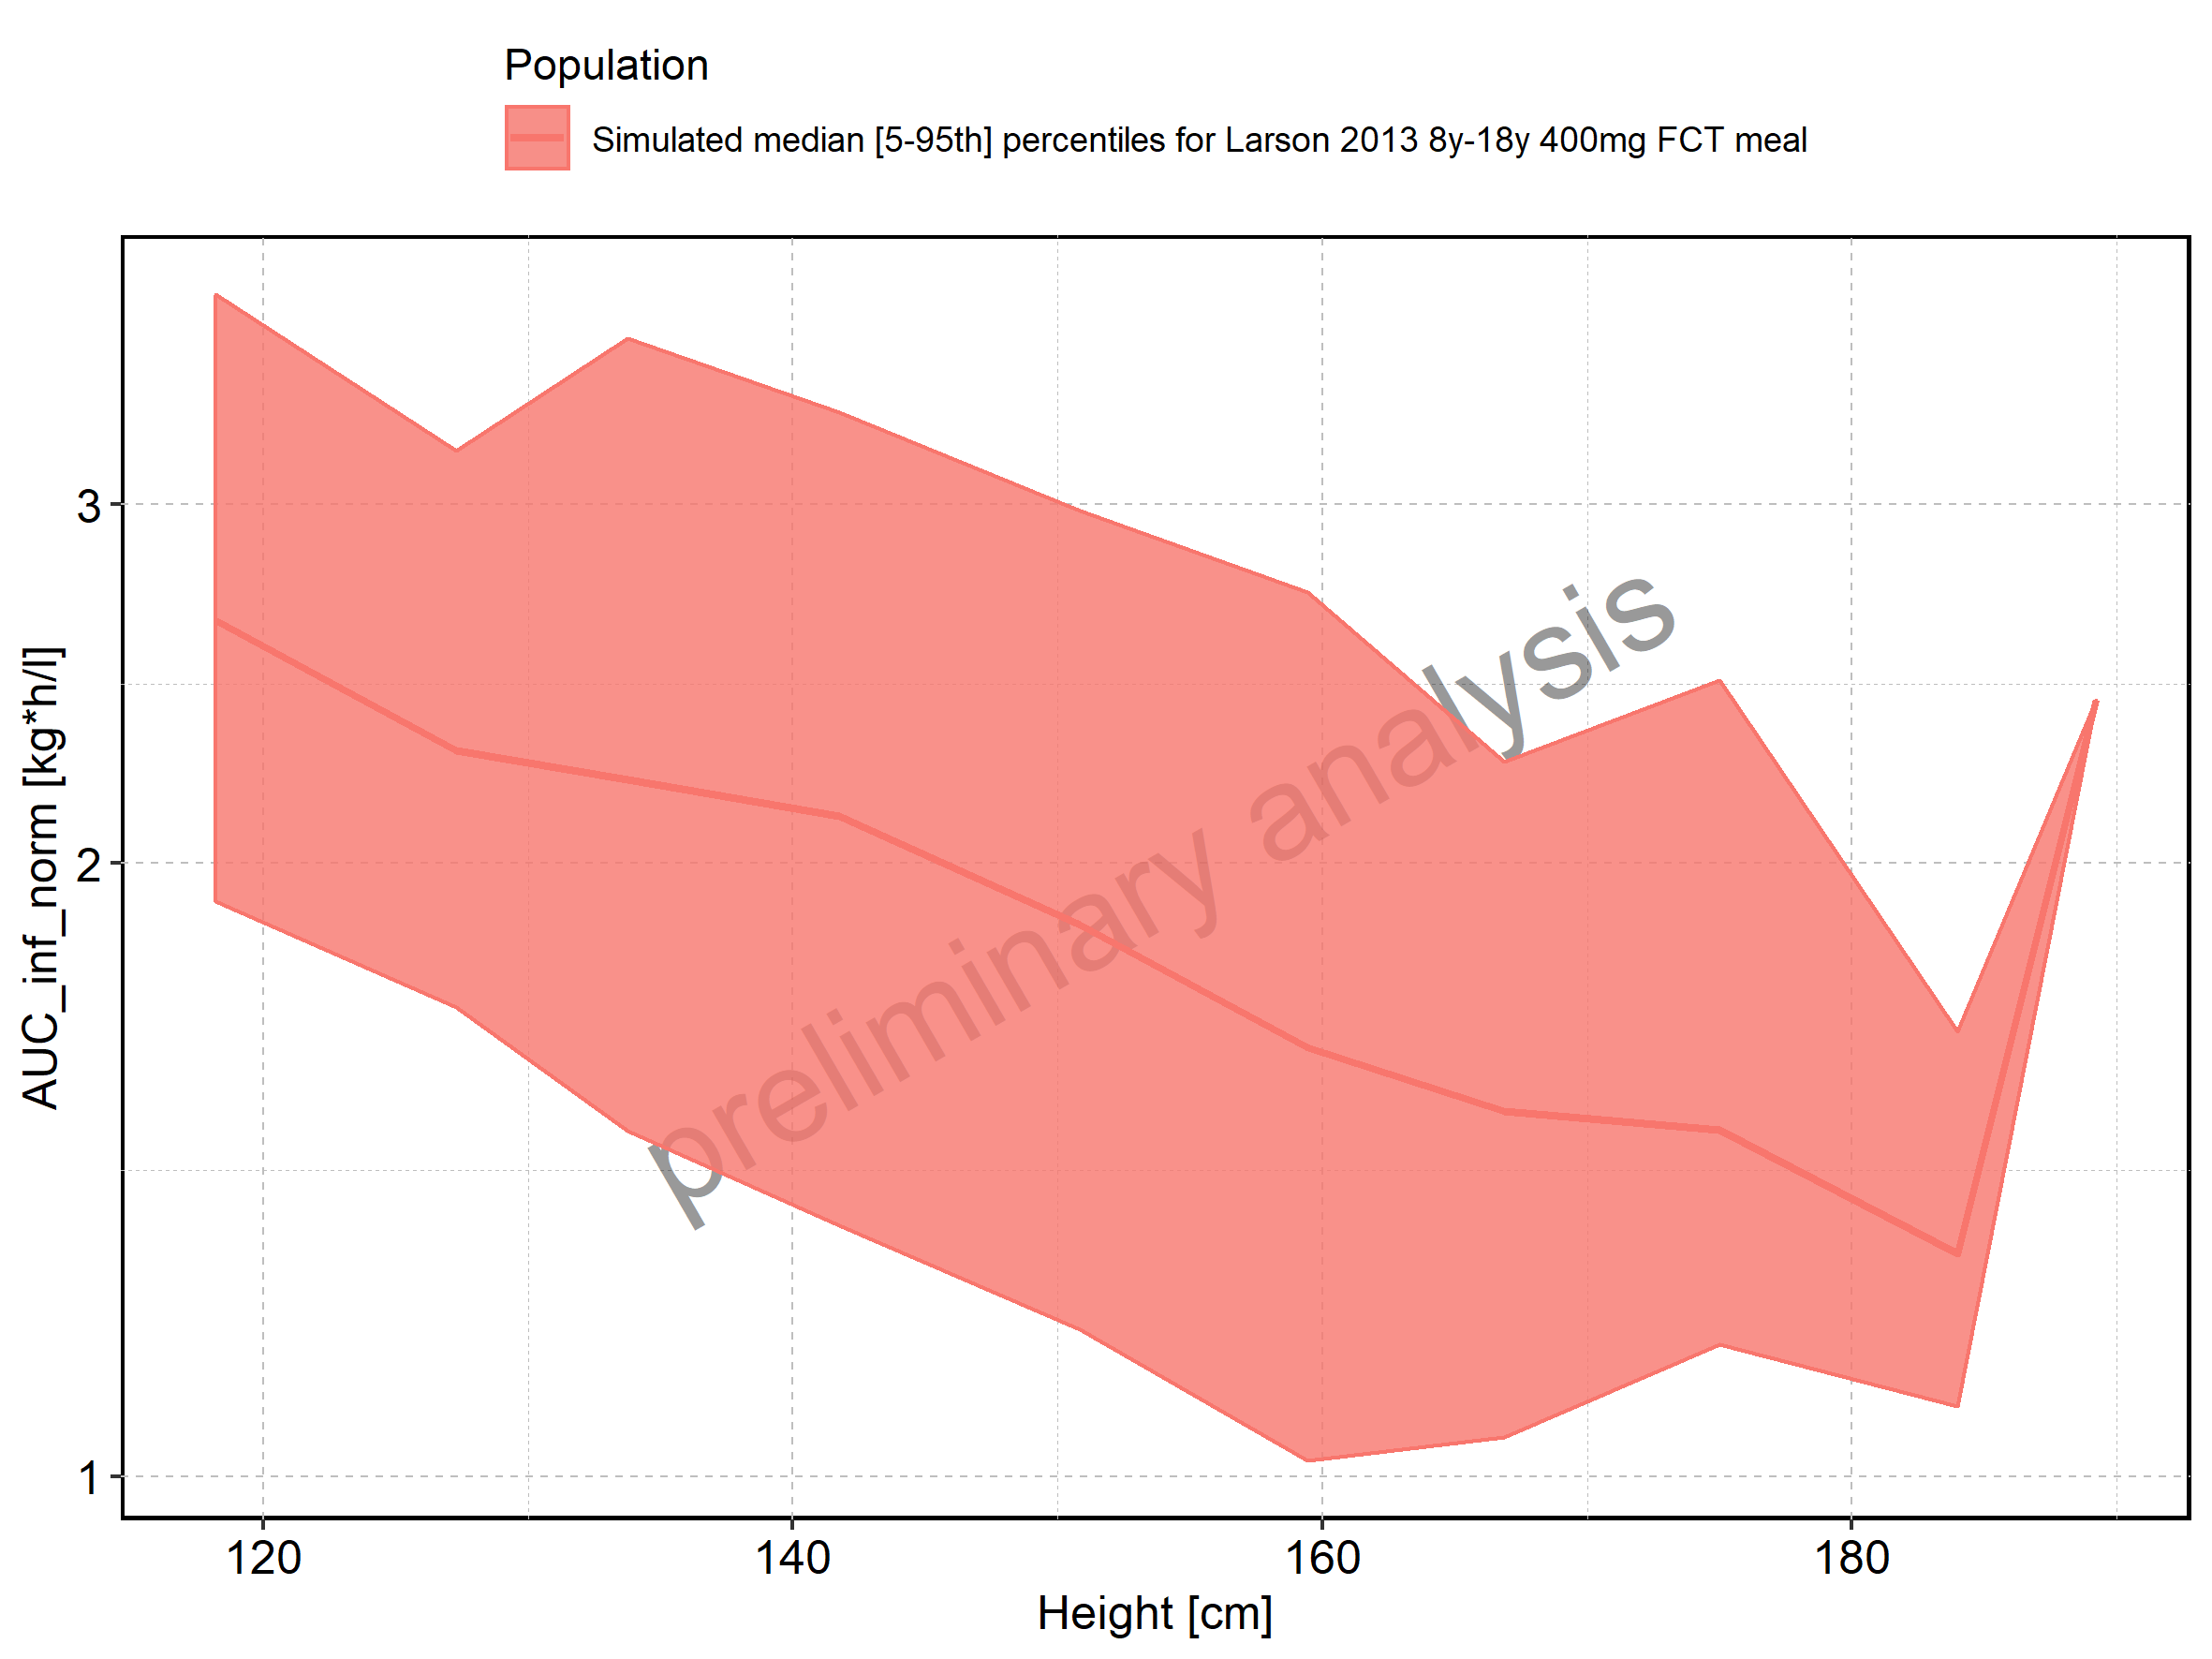 Population
Simulated median [5-95th] percentiles for Larson 2013 8y-18y 400mg FCT meal
3
2
1
AUC_inf_norm [kg*h/l]
preliminary analysis
120 140 160 180
Height [cm]